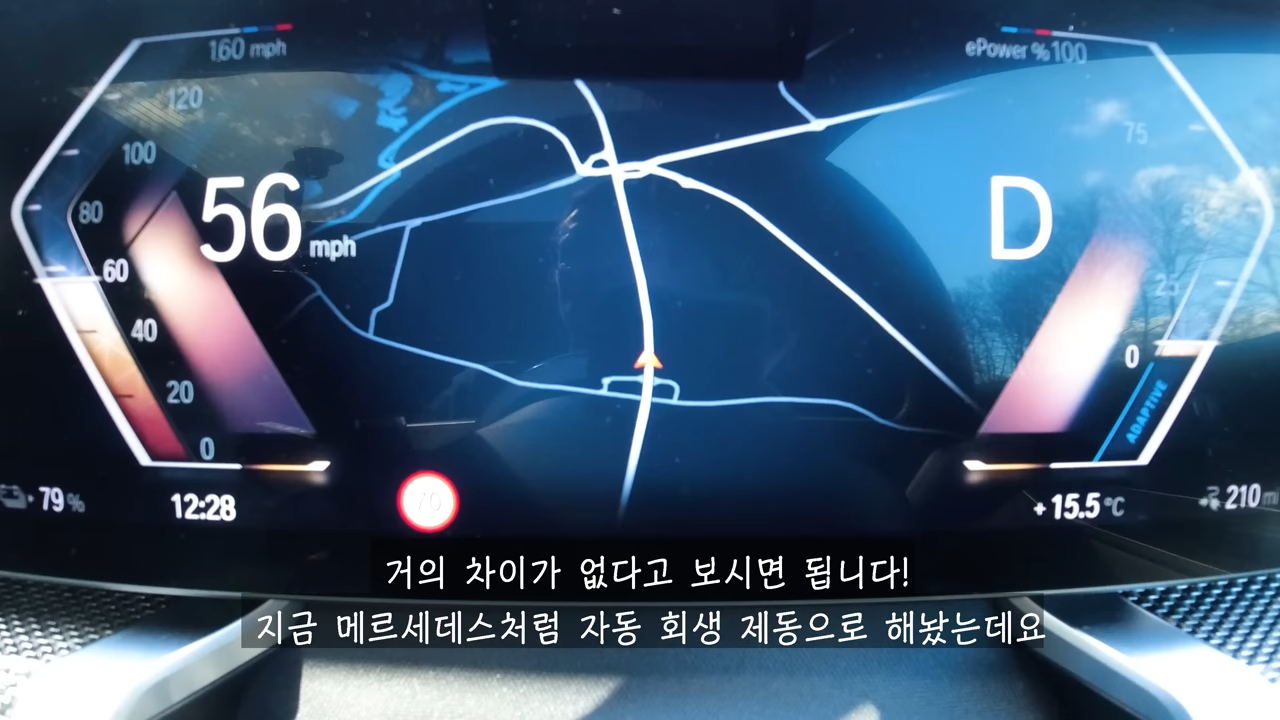 160 mph
ePower % 100
120
100
80
60
40
20
0
56 mph
D
75
50
25
0
ADAPTIVE
79 %
12:28
70
+ 15.5 °C
210 mi
거의 차이가 없다고 보시면 됩니다!
지금 메르세데스처럼 자동 회생 제동으로 해놨는데요